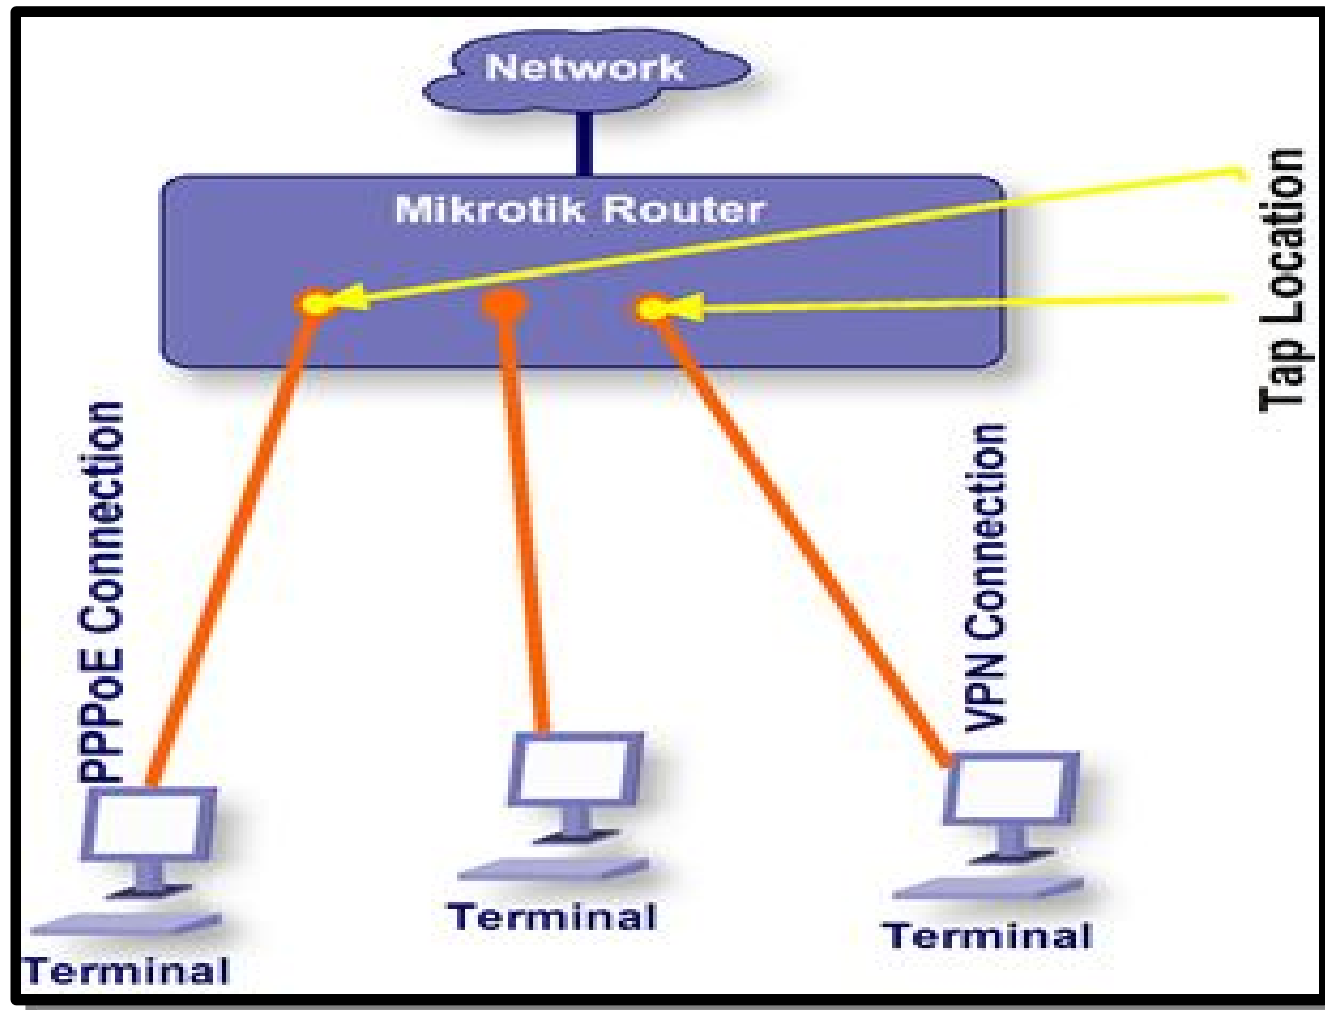 Network
Mikrotik Router
Tap Location
PPPoE Connection
VPN Connection
Terminal
Terminal
Terminal